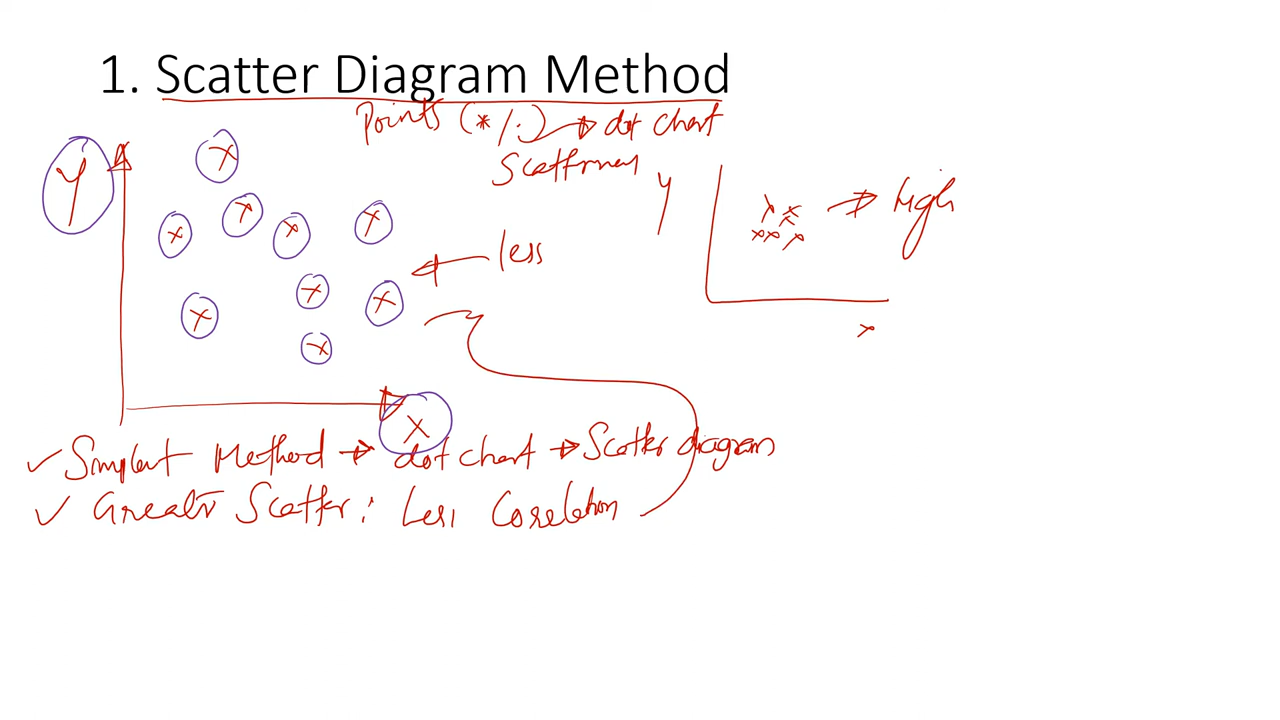 1. Scatter Diagram Method
Points (* / :) → dot chart
Scatterness
Y
less
X
Y
→ high
x
✓ Simplest Method → dot chart → Scatter diagram
✓ Greater Scatter : Less Corelation